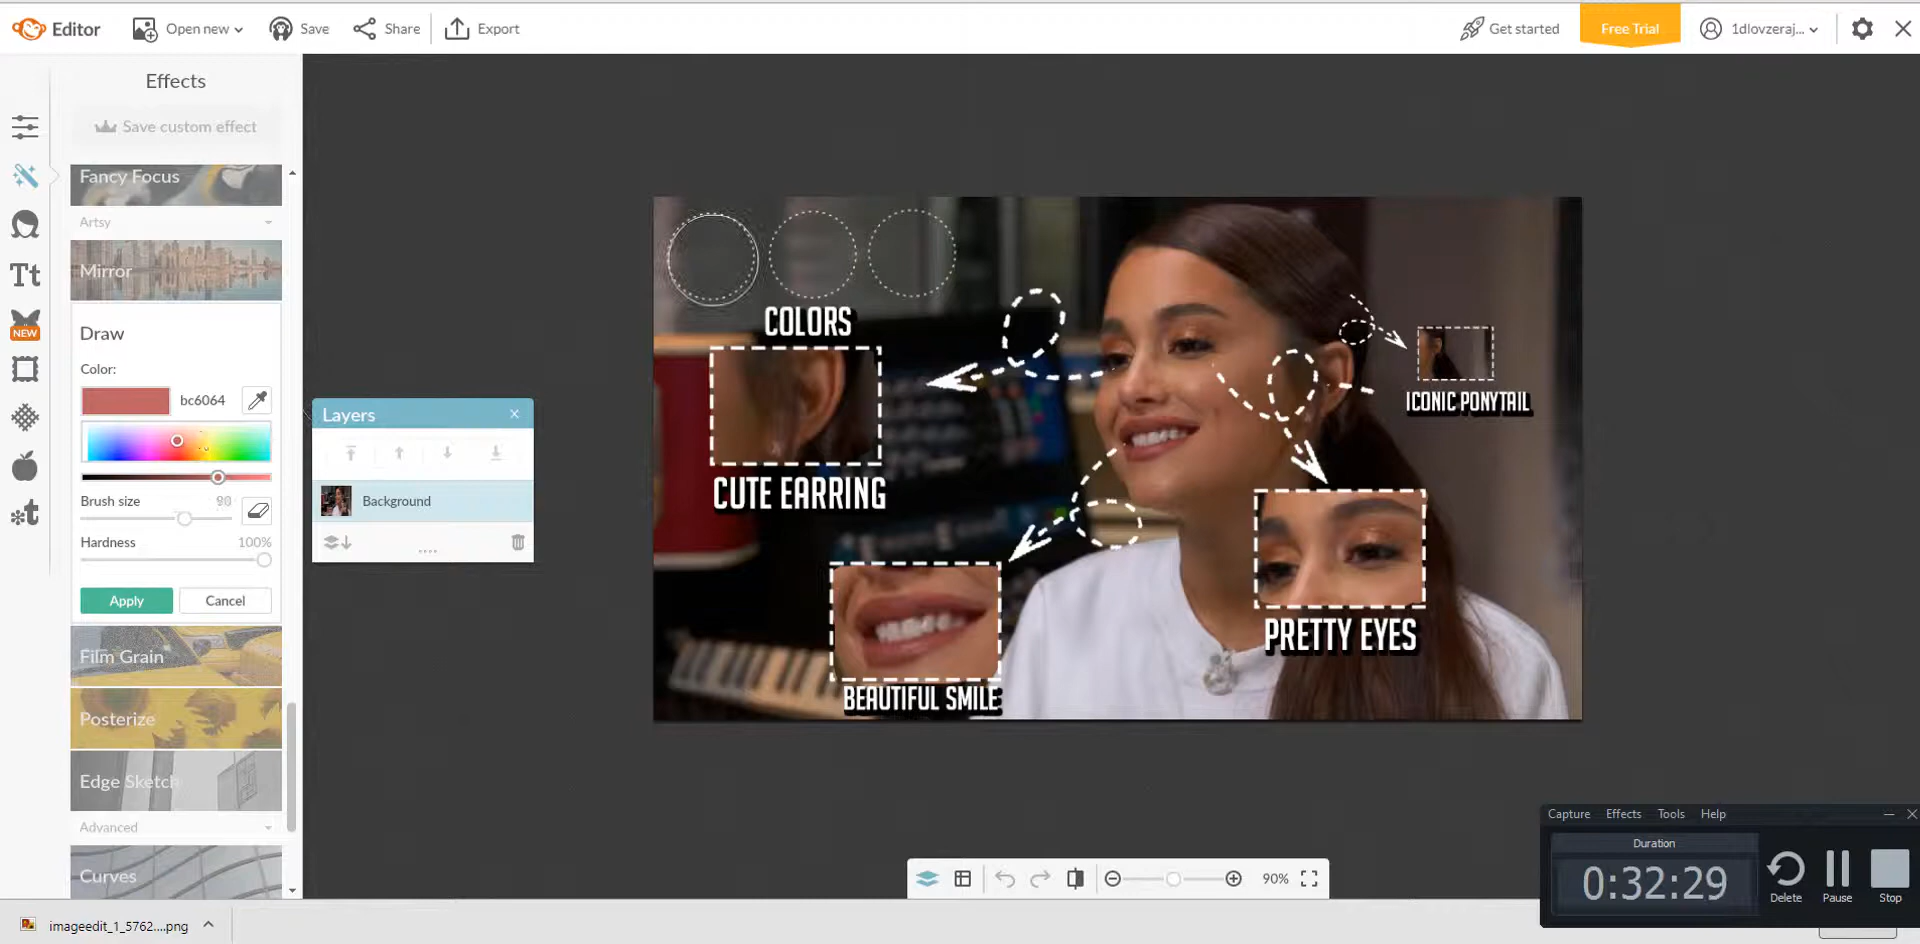 Editor
Open new
Save
Share
Export
Get started
Free Trial
1dlovzeraj...
Effects
Save custom effect
Fancy Focus
Artsy
Mirror
Draw
Color:
bc6064
Brush size 90
Hardness 100%
Apply
Cancel
Film Grain
Posterize
Edge Sketch
Advanced
Curves
Tt
NEW
t
Layers
Background
COLORS
CUTE EARRING
BEAUTIFUL SMILE
PRETTY EYES
ICONIC PONYTAIL
90%
Capture Effects Tools Help
Duration
0:32:29
Delete
Pause
Stop
imageedit_1_5762....png